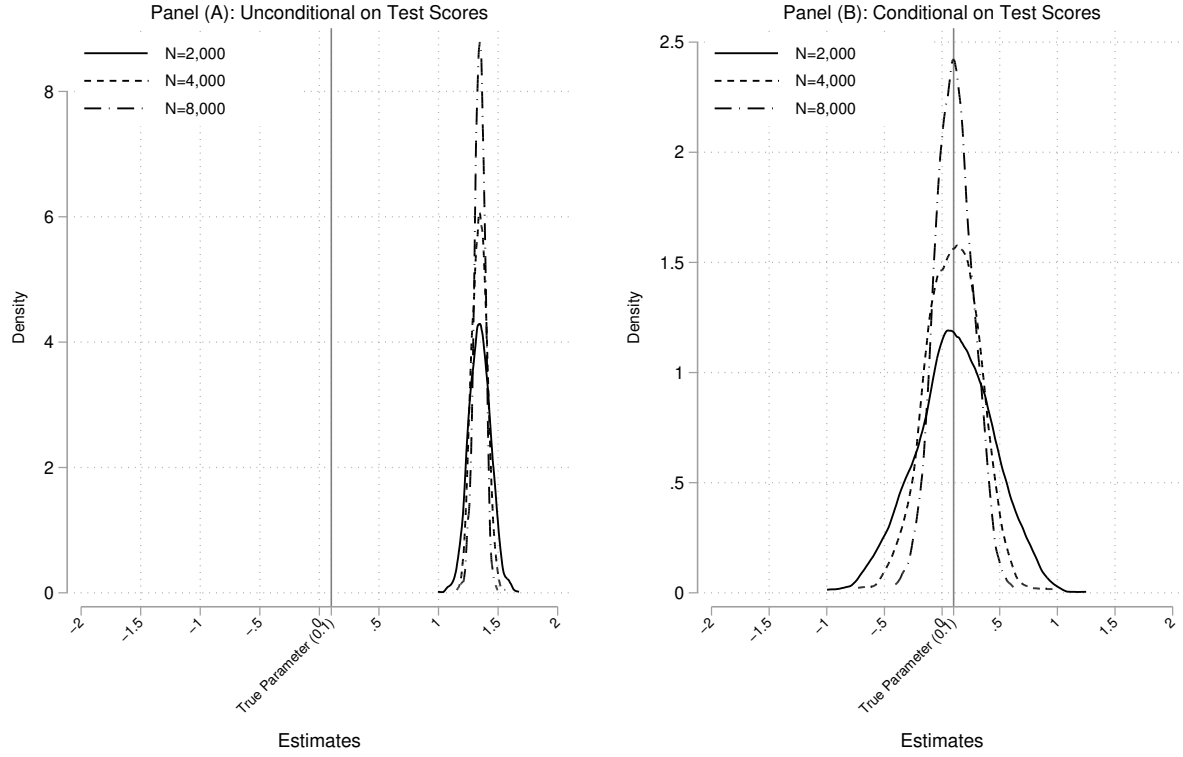 Panel (A): Unconditional on Test Scores
N=2,000
N=4,000
N=8,000
8
6
4
2
0
Density
−2
−1.5
−1
−.5
0
True Parameter (0.1)
.5
1
1.5
2
Estimates
Panel (B): Conditional on Test Scores
N=2,000
N=4,000
N=8,000
2.5
2
1.5
1
.5
0
Density
−2
−1.5
−1
−.5
0
True Parameter (0.1)
.5
1
1.5
2
Estimates